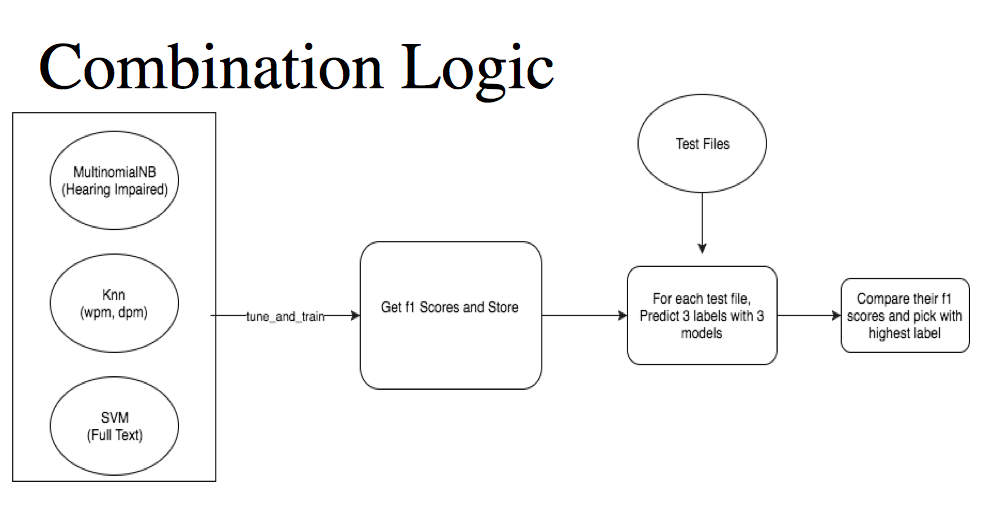 Combination Logic
MultinomialNB
(Hearing Impaired)
Knn
(wpm, dpm)
SVM
(Full Text)
tune_and_train
Get f1 Scores and Store
Test Files
For each test file,
Predict 3 labels with 3
models
Compare their f1
scores and pick with
highest label